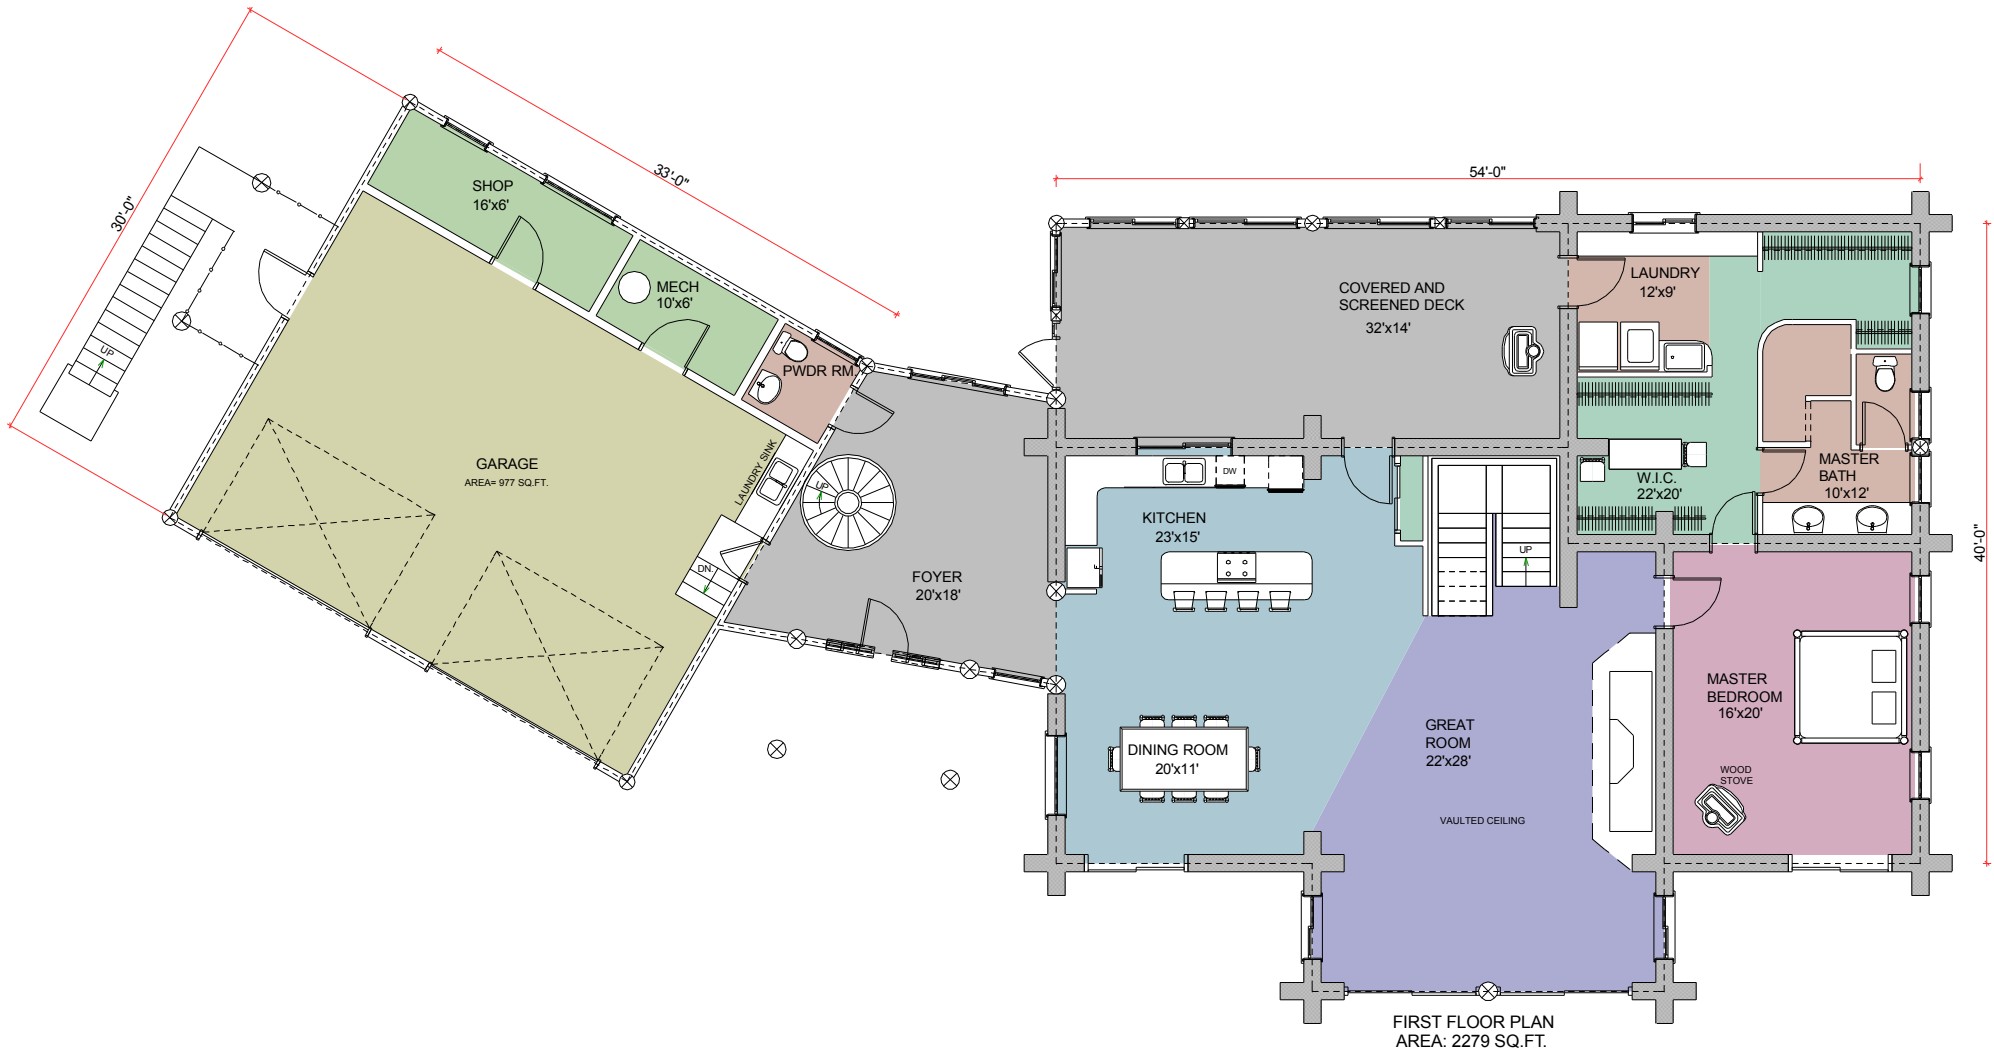 30'-0"
33'-0"
54'-0"
40'-0"
SHOP
16'x6'
MECH
10'x6'
PWDR RM.
UP
GARAGE
AREA= 977 SQ.FT.
LAUNDRY SINK
UP
DN.
FOYER
20'x18'
COVERED AND
SCREENED DECK
32'x14'
LAUNDRY
12'x9'
W.I.C.
22'x20'
MASTER
BATH
10'x12'
DW
KITCHEN
23'x15'
F
UP
DINING ROOM
20'x11'
GREAT
ROOM
22'x28'
VAULTED CEILING
MASTER
BEDROOM
16'x20'
WOOD
STOVE
FIRST FLOOR PLAN
AREA: 2279 SQ.FT.